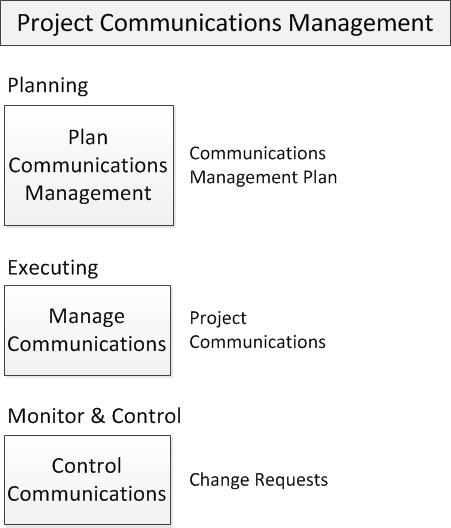 Project Communications Management
Planning
Plan
Communications
Management
Communications
Management Plan
Executing
Manage
Communications
Project
Communications
Monitor & Control
Control
Communications
Change Requests